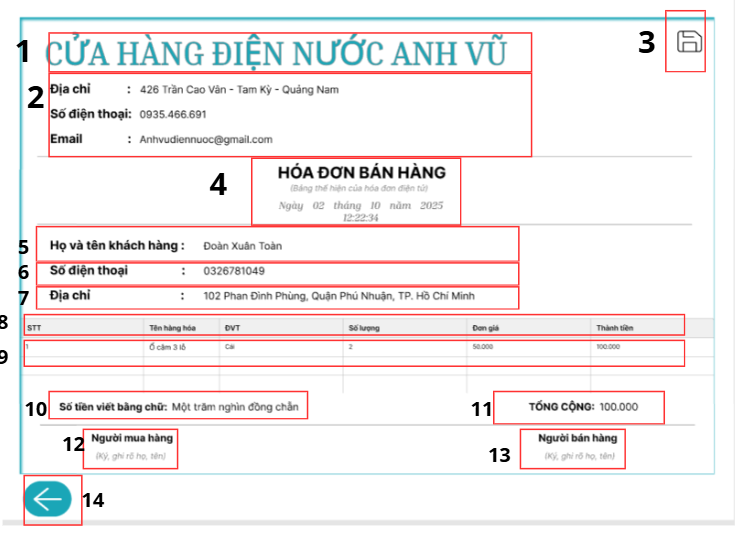 1 CỬA HÀNG ĐIỆN NƯỚC ANH VŨ
3
2
Địa chỉ : 426 Trần Cao Vân - Tam Kỳ - Quảng Nam
Số điện thoại: 0935.466.691
Email : Anhvudiennuoc@gmail.com
4
HÓA ĐƠN BÁN HÀNG
(Bảng thể hiện của hóa đơn điện tử)
Ngày 02 tháng 10 năm 2025
12:22:34
5 Họ và tên khách hàng : Đoàn Xuân Toàn
6 Số điện thoại : 0326781049
7 Địa chỉ : 102 Phan Đình Phùng, Quận Phú Nhuận, TP. Hồ Chí Minh
8 STT Tên hàng hóa ĐVT Số lượng Đơn giá Thành tiền
9 1 Ổ cắm 3 lỗ Cái 2 50.000 100.000
10 Số tiền viết bằng chữ: Một trăm nghìn đồng chẵn
11 TỔNG CỘNG: 100.000
12 Người mua hàng
(Ký, ghi rõ họ, tên)
13 Người bán hàng
(Ký, ghi rõ họ, tên)
14